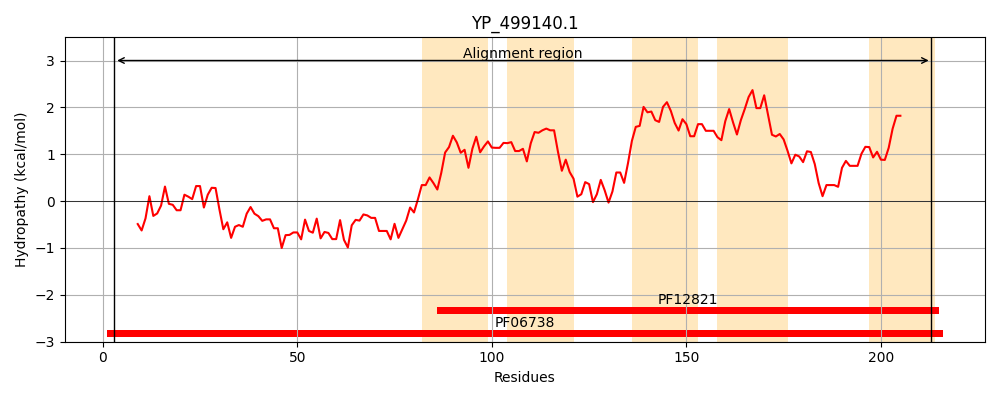 YP_499140.1
Alignment region
3
2
1
0
−1
−2
−3
Hydropathy (kcal/mol)
PF12821
PF06738
0 50 100 150 200
Residues